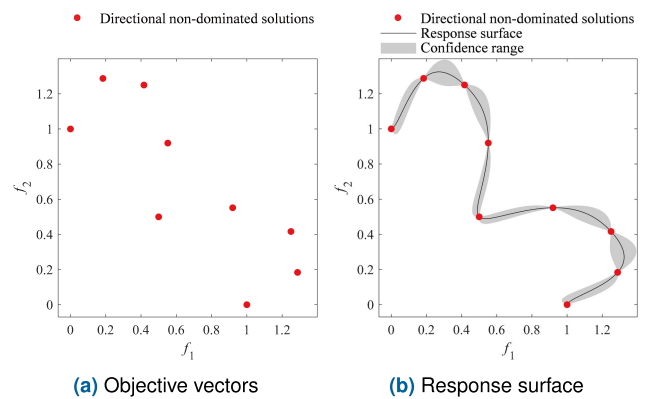 Directional non-dominated solutions
1.2
1
0.8
0.6
0.4
0.2
0
f2
0 0.2 0.4 0.6 0.8 1 1.2
f1
(a) Objective vectors
Directional non-dominated solutions
Response surface
Confidence range
1.2
1
0.8
0.6
0.4
0.2
0
f2
0 0.2 0.4 0.6 0.8 1 1.2
f1
(b) Response surface